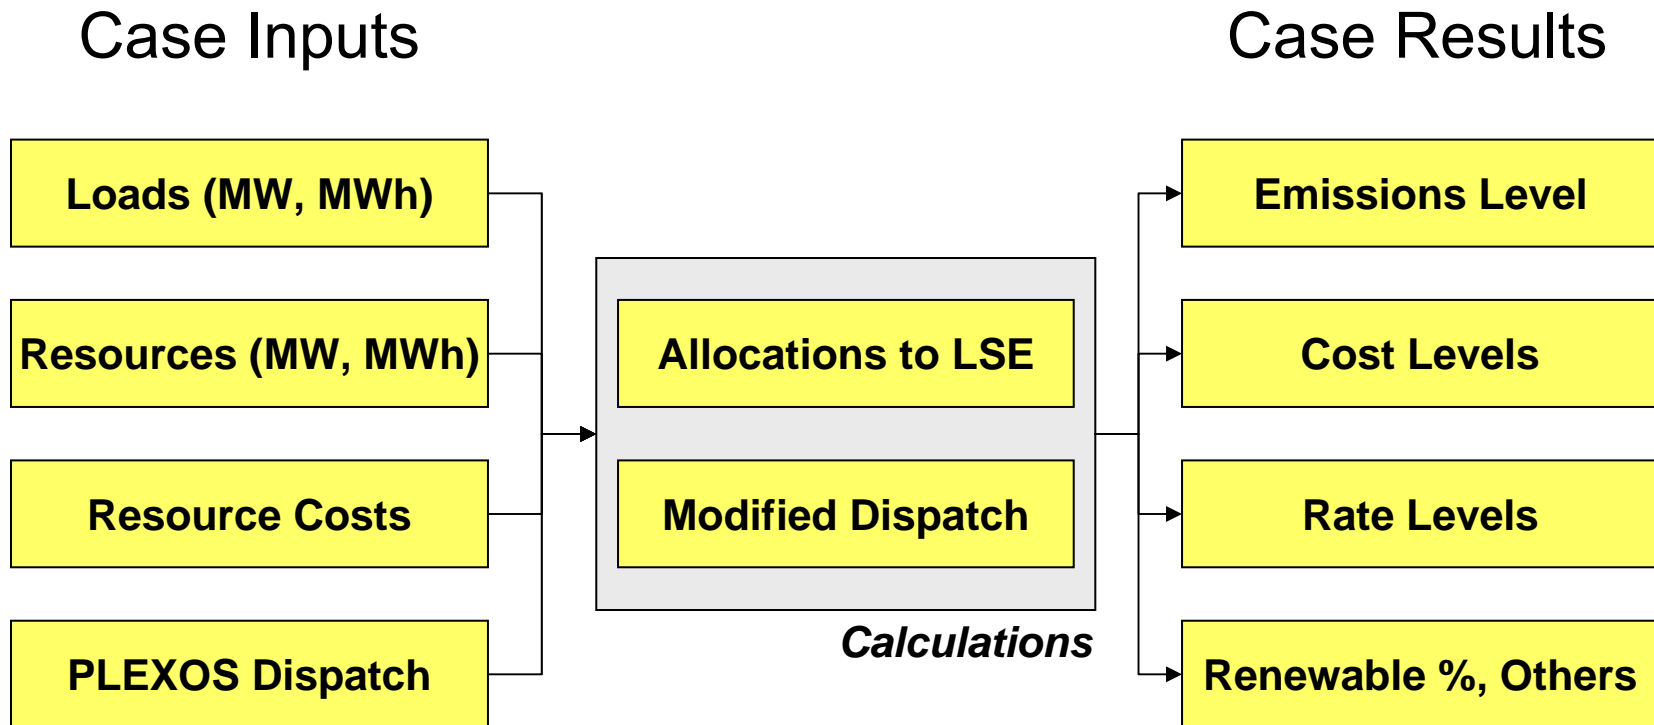 Case Inputs
Case Results
Loads (MW, MWh)
Resources (MW, MWh)
Resource Costs
PLEXOS Dispatch
Allocations to LSE
Modified Dispatch
Calculations
Emissions Level
Cost Levels
Rate Levels
Renewable %, Others